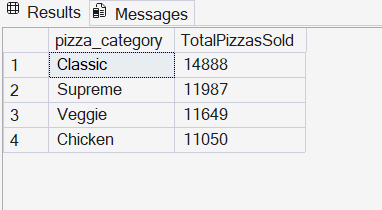 Results Messages
pizza_category TotalPizzasSold
1 Classic 14888
2 Supreme 11987
3 Veggie 11649
4 Chicken 11050